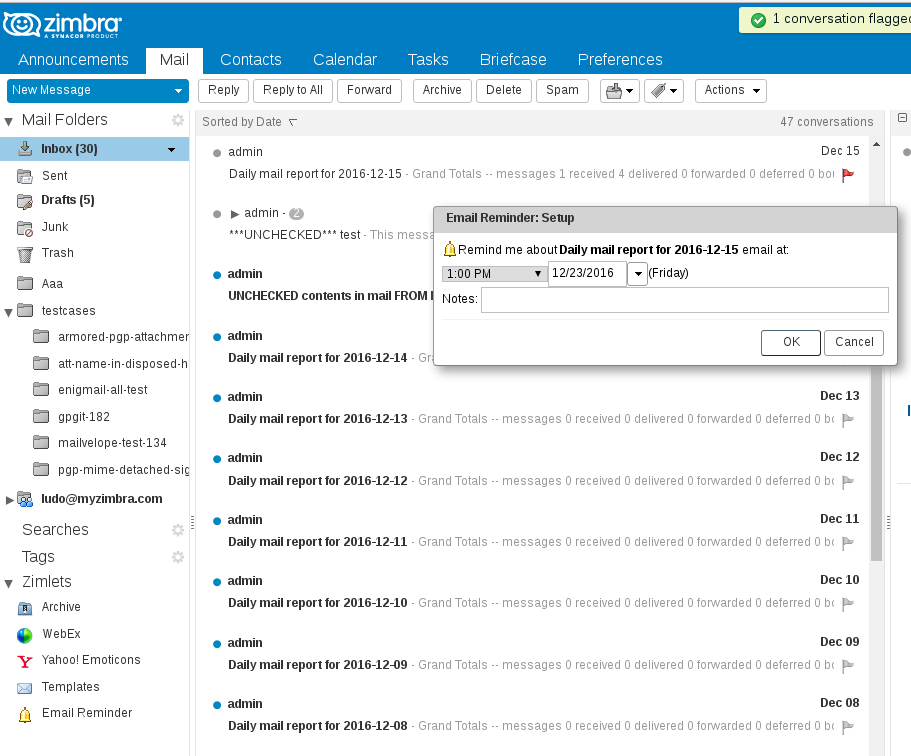 zimbra
A SYNACOR PRODUCT
1 conversation flagged
Announcements Mail Contacts Calendar Tasks Briefcase Preferences
New Message Reply Reply to All Forward Archive Delete Spam Actions
Mail Folders
Sorted by Date 47 conversations
Inbox (30)
Sent
Drafts (5)
Junk
Trash
Aaa
testcases
armored-pgp-attachmen
att-name-in-disposed-h
enigmail-all-test
gpgit-182
mailvelope-test-134
pgp-mime-detached-sig
ludo@myzimbra.com
Searches
Tags
Zimlets
Archive
WebEx
Yahoo! Emoticons
Templates
Email Reminder
admin Dec 15
Daily mail report for 2016-12-15 - Grand Totals -- messages 1 received 4 delivered 0 forwarded 0 deferred 0 bou
admin - 2
***UNCHECKED*** test - This messa
admin
UNCHECKED contents in mail FROM
admin
Daily mail report for 2016-12-14 - Gr
admin Dec 13
Daily mail report for 2016-12-13 - Grand Totals -- messages 0 received 0 delivered 0 forwarded 0 deferred 0 bo
admin Dec 12
Daily mail report for 2016-12-12 - Grand Totals -- messages 0 received 0 delivered 0 forwarded 0 deferred 0 bo
admin Dec 11
Daily mail report for 2016-12-11 - Grand Totals -- messages 0 received 0 delivered 0 forwarded 0 deferred 0 bo
admin Dec 10
Daily mail report for 2016-12-10 - Grand Totals -- messages 0 received 0 delivered 0 forwarded 0 deferred 0 bo
admin Dec 09
Daily mail report for 2016-12-09 - Grand Totals -- messages 0 received 0 delivered 0 forwarded 0 deferred 0 bo
admin Dec 08
Daily mail report for 2016-12-08 - Grand Totals -- messages 0 received 0 delivered 0 forwarded 0 deferred 0 bo
Email Reminder: Setup
Remind me about Daily mail report for 2016-12-15 email at:
1:00 PM 12/23/2016 (Friday)
Notes:
OK Cancel